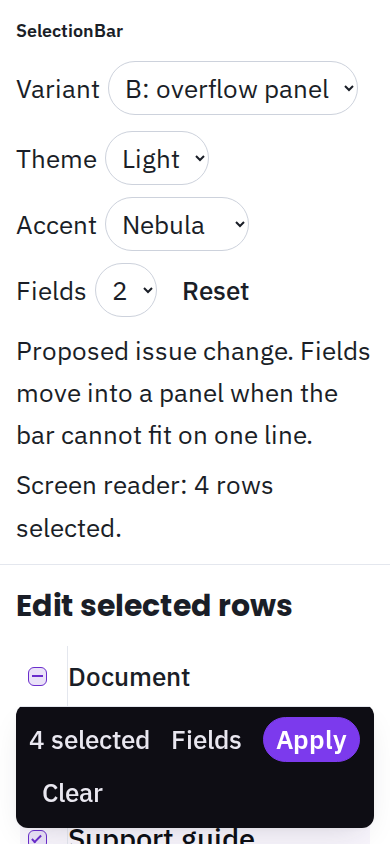 SelectionBar
Variant B: overflow panel
Theme Light
Accent Nebula
Fields 2 Reset
Proposed issue change. Fields
move into a panel when the
bar cannot fit on one line.
Screen reader: 4 rows
selected.
Edit selected rows
Document
4 selected Fields Apply
Clear
Support guide